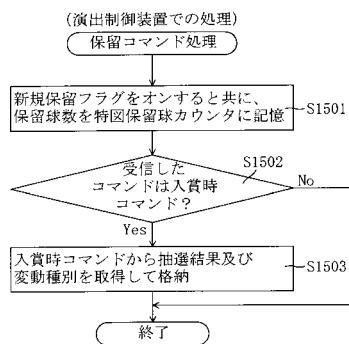 (演出制御装置での処理)
保留コマンド処理
新規保留フラグをオンすると共に、
保留球数を特図保留球カウンタに記憶
S1501
受信した
コマンドは入賞時
コマンド?
S1502
No
Yes
入賞時コマンドから抽選結果及び
変動種別を取得して格納
S1503
終了